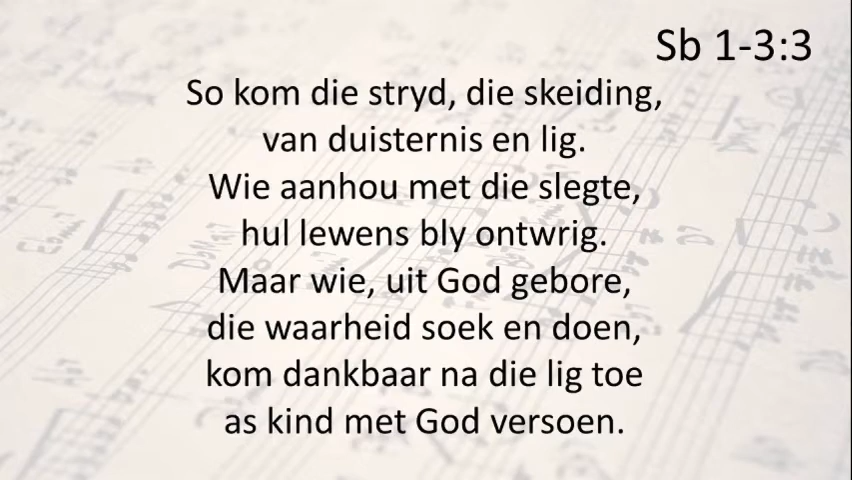 Sb 1-3:3
So kom die stryd, die skeiding,
van duisternis en lig.
Wie aanhou met die slegte,
hul lewens bly ontwrig.
Maar wie, uit God gebore,
die waarheid soek en doen,
kom dankbaar na die lig toe
as kind met God versoen.